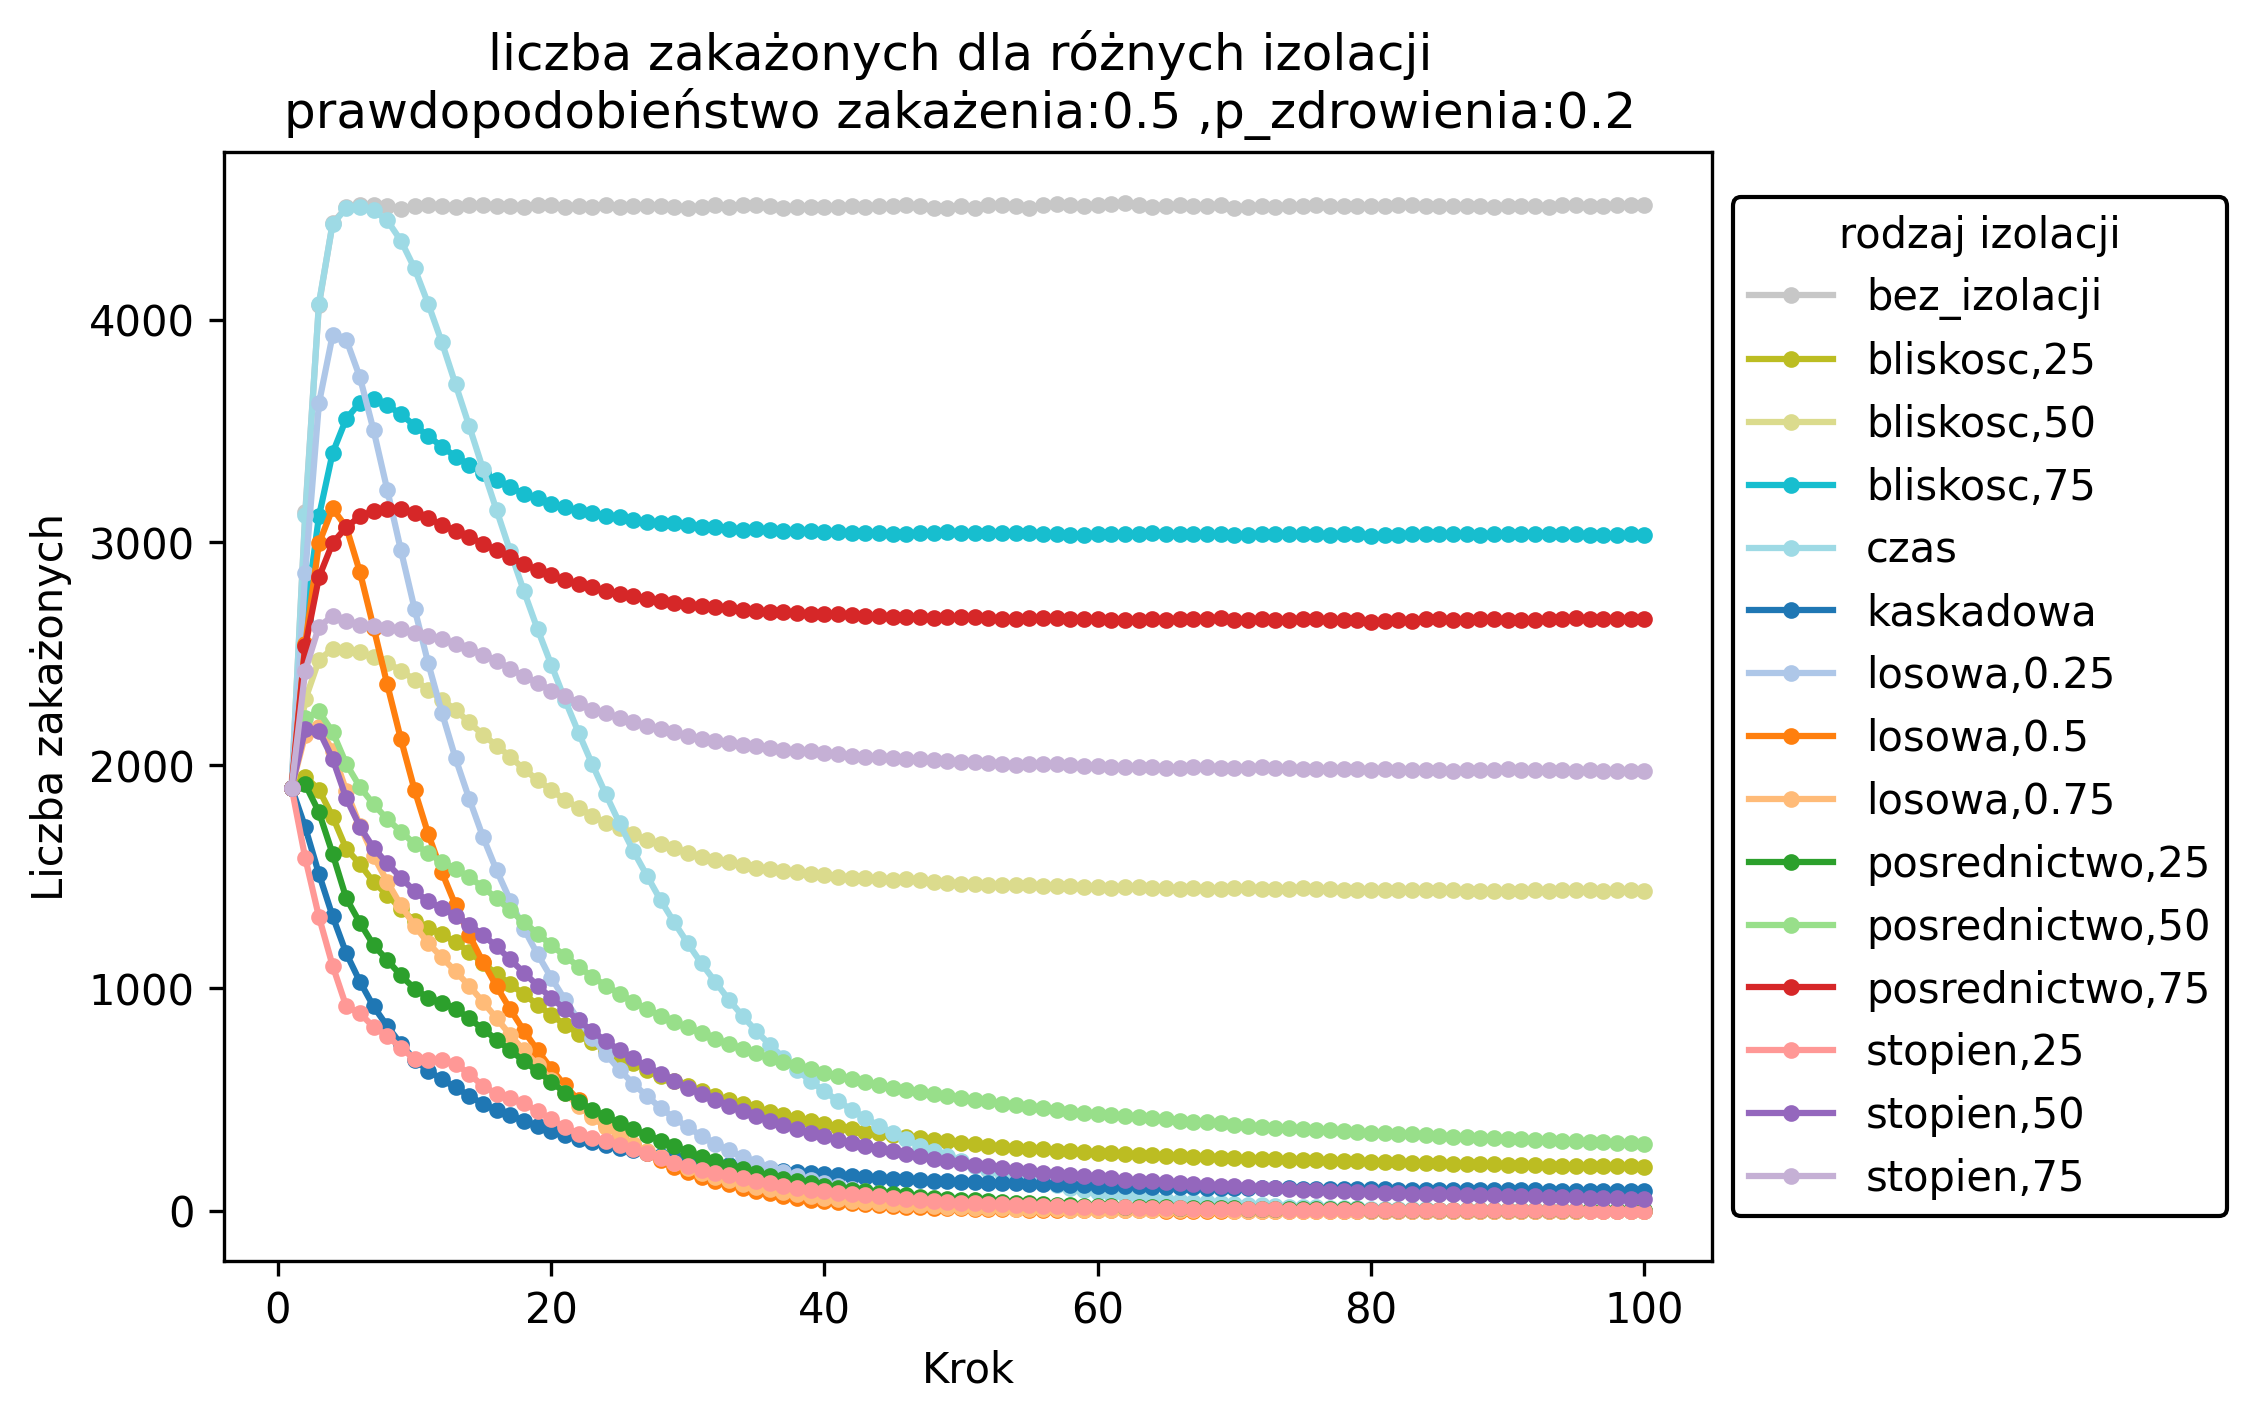 liczba zakażonych dla różnych izolacji
prawdopodobieństwo zakażenia:0.5 ,p_zdrowienia:0.2
Liczba zakażonych
4000
3000
2000
1000
0
0 20 40 60 80 100
Krok
rodzaj izolacji
bez_izolacji
bliskosc,25
bliskosc,50
bliskosc,75
czas
kaskadowa
losowa,0.25
losowa,0.5
losowa,0.75
posrednictwo,25
posrednictwo,50
posrednictwo,75
stopien,25
stopien,50
stopien,75